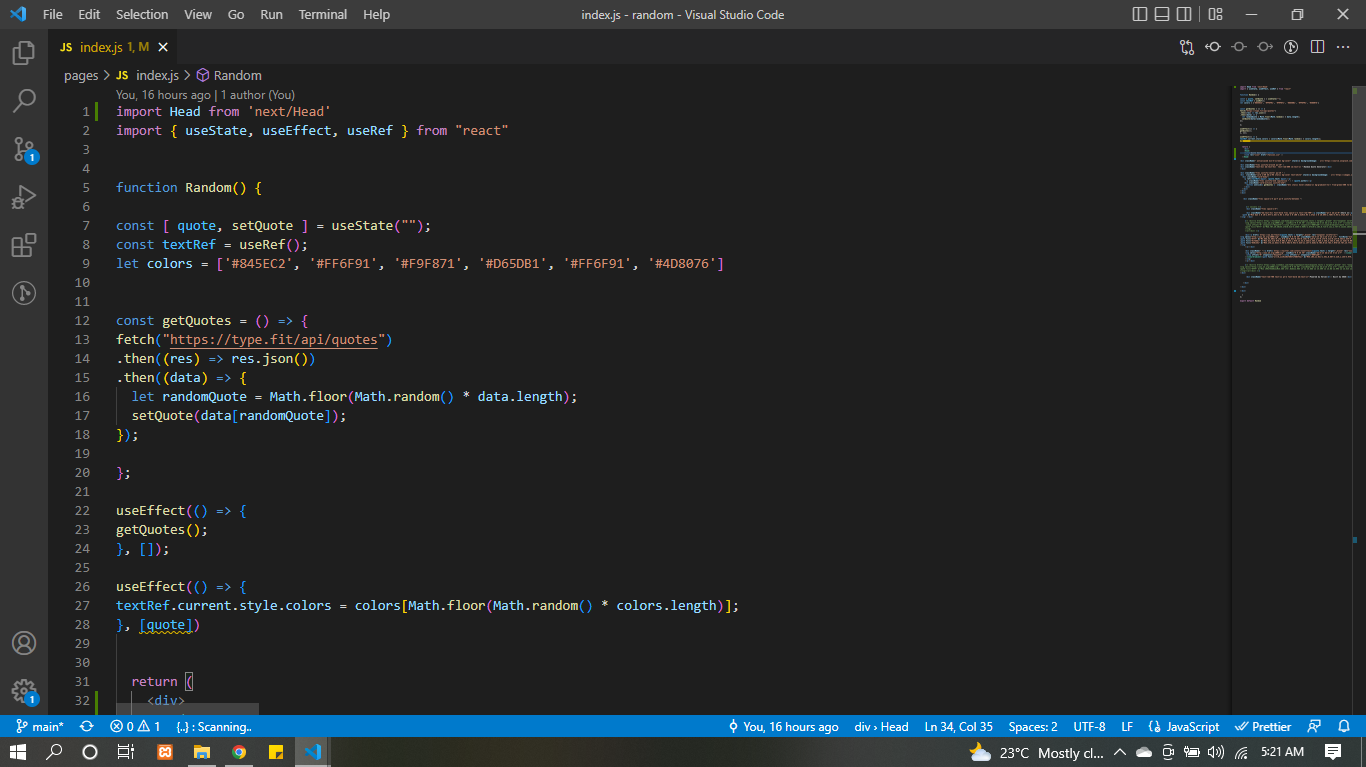 File Edit Selection View Go Run Terminal Help index.js - random - Visual Studio Code
JS index.js 1, M
pages > JS index.js > Random
You, 16 hours ago | 1 author (You)
1 import Head from 'next/Head'
2 import { useState, useEffect, useRef } from "react"
3
4
5 function Random() {
6
7 const [ quote, setQuote ] = useState("");
8 const textRef = useRef();
9 let colors = ['#845EC2', '#FF6F91', '#F9F871', '#D65DB1', '#FF6F91', '#4D8076']
10
11
12 const getQuotes = () => {
13 fetch("https://type.fit/api/quotes")
14 .then((res) => res.json())
15 .then((data) => {
16 let randomQuote = Math.floor(Math.random() * data.length);
17 setQuote(data[randomQuote]);
18 });
19
20 };
21
22 useEffect(() => {
23 getQuotes();
24 }, []);
25
26 useEffect(() => {
27 textRef.current.style.colors = colors[Math.floor(Math.random() * colors.length)];
28 }, [quote])
29
30
31 return (
32 <div>
1
1
main* 0 1 {..} : Scanning.. You, 16 hours ago div › Head Ln 34, Col 35 Spaces: 2 UTF-8 LF JavaScript Prettier
23°C Mostly cl... 5:21 AM